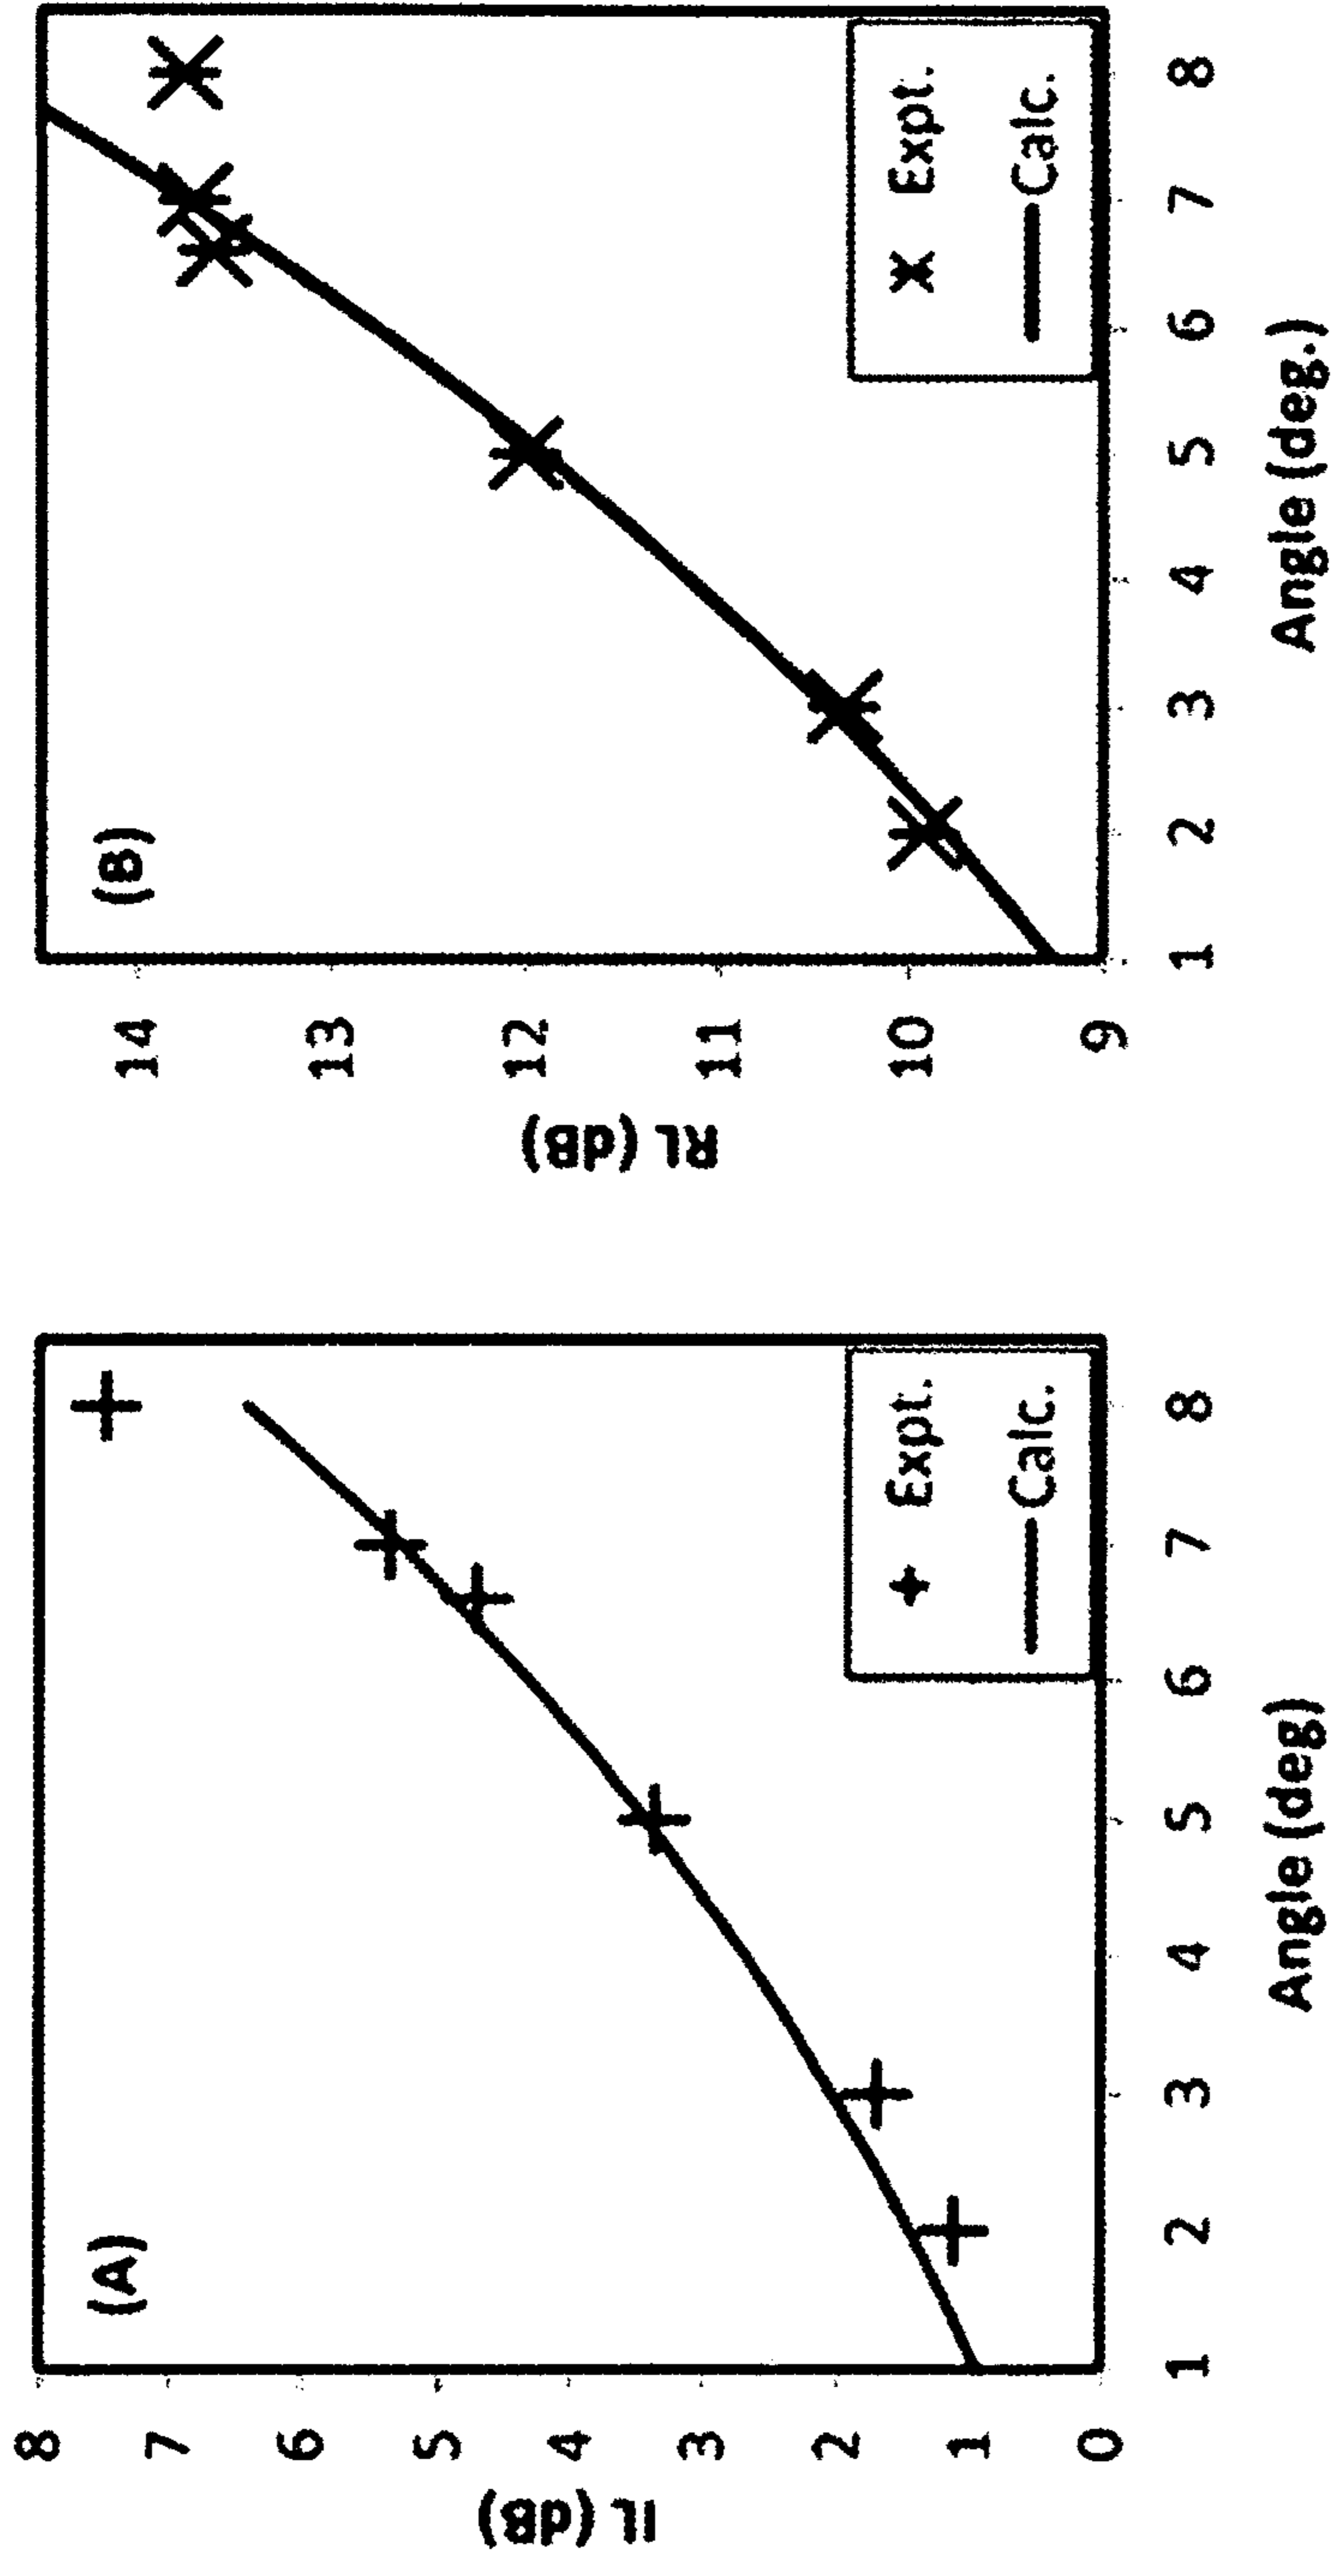 (A)
IL (dB)
8
7
6
5
4
3
2
1
0
1 2 3 4 5 6 7 8
Angle (deg)
Expt.
Calc.
(B)
RL (dB)
14
13
12
11
10
9
1 2 3 4 5 6 7 8
Angle (deg.)
Expt.
Calc.